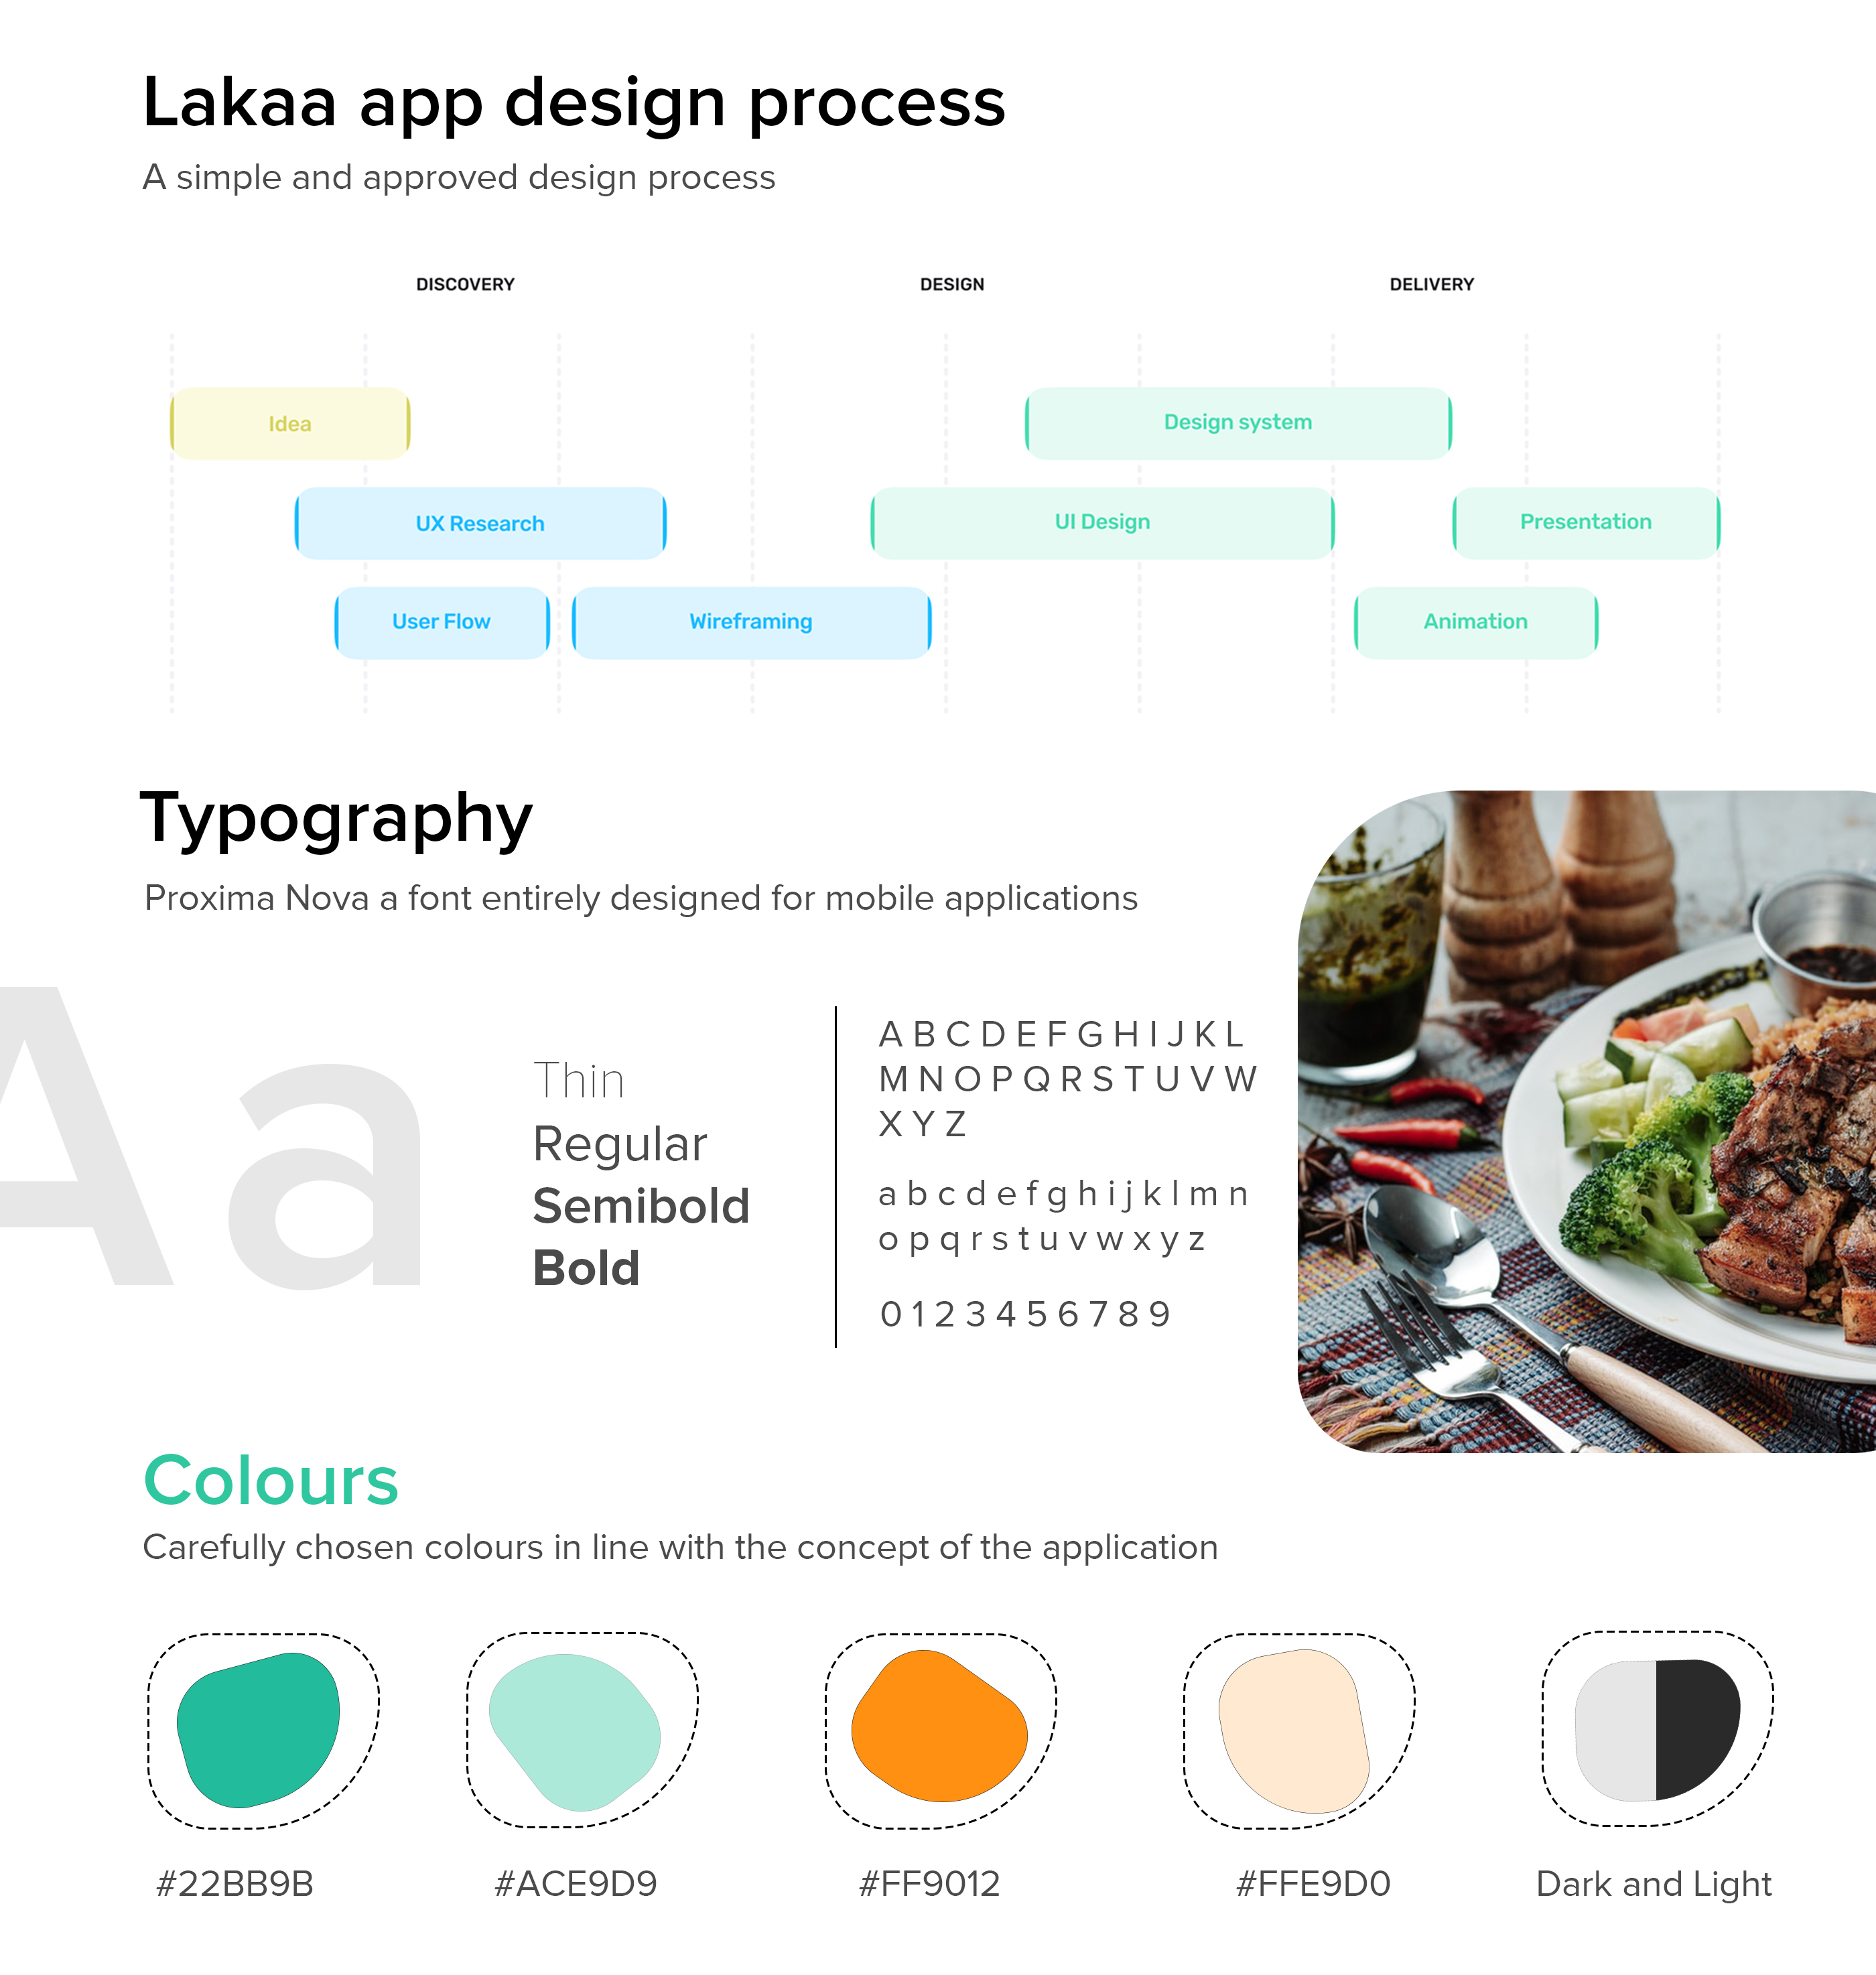 Lakaa app design process
A simple and approved design process
DISCOVERY
DESIGN
DELIVERY
Idea
Design system
UX Research
UI Design
Presentation
User Flow
Wireframing
Animation
Typography
Proxima Nova a font entirely designed for mobile applications
Aa
Thin
Regular
Semibold
Bold
A B C D E F G H I J K L
M N O P Q R S T U V W
X Y Z
a b c d e f g h i j k l m n
o p q r s t u v w x y z
0 1 2 3 4 5 6 7 8 9
Colours
Carefully chosen colours in line with the concept of the application
#22BB9B
#ACE9D9
#FF9012
#FFE9D0
Dark and Light